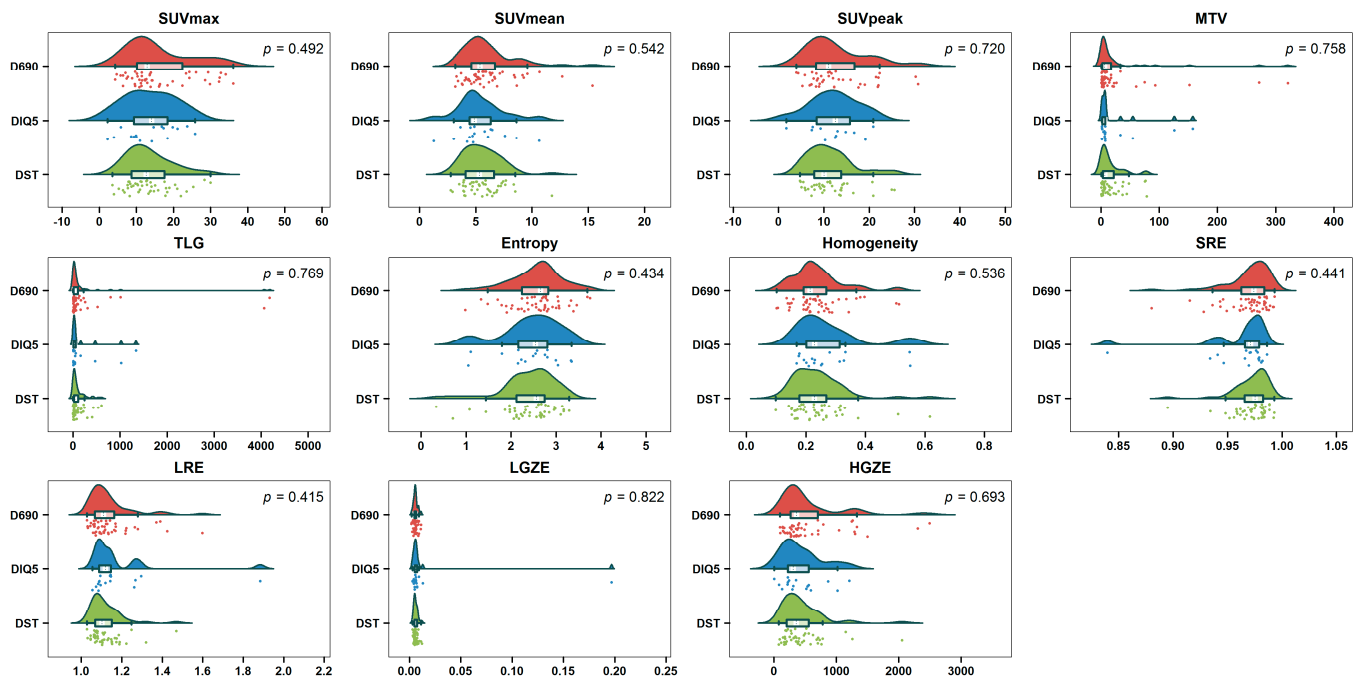 SUVmax
SUVmean
SUVpeak
MTV
p = 0.492
p = 0.542
p = 0.720
p = 0.758
D690
D690
D690
D690
DIQ5
DIQ5
DIQ5
DIQ5
DST
DST
DST
DST
-10 0 10 20 30 40 50 60
0 5 10 15 20
-10 0 10 20 30 40 50
0 100 200 300 400
TLG
Entropy
Homogeneity
SRE
p = 0.769
p = 0.434
p = 0.536
p = 0.441
D690
D690
D690
D690
DIQ5
DIQ5
DIQ5
DIQ5
DST
DST
DST
DST
0 1000 2000 3000 4000 5000
0 1 2 3 4 5
0.0 0.2 0.4 0.6 0.8
0.85 0.90 0.95 1.00 1.05
LRE
LGZE
HGZE
p = 0.415
p = 0.822
p = 0.693
D690
D690
D690
DIQ5
DIQ5
DIQ5
DST
DST
DST
1.0 1.2 1.4 1.6 1.8 2.0 2.2
0.00 0.05 0.10 0.15 0.20 0.25
0 1000 2000 3000